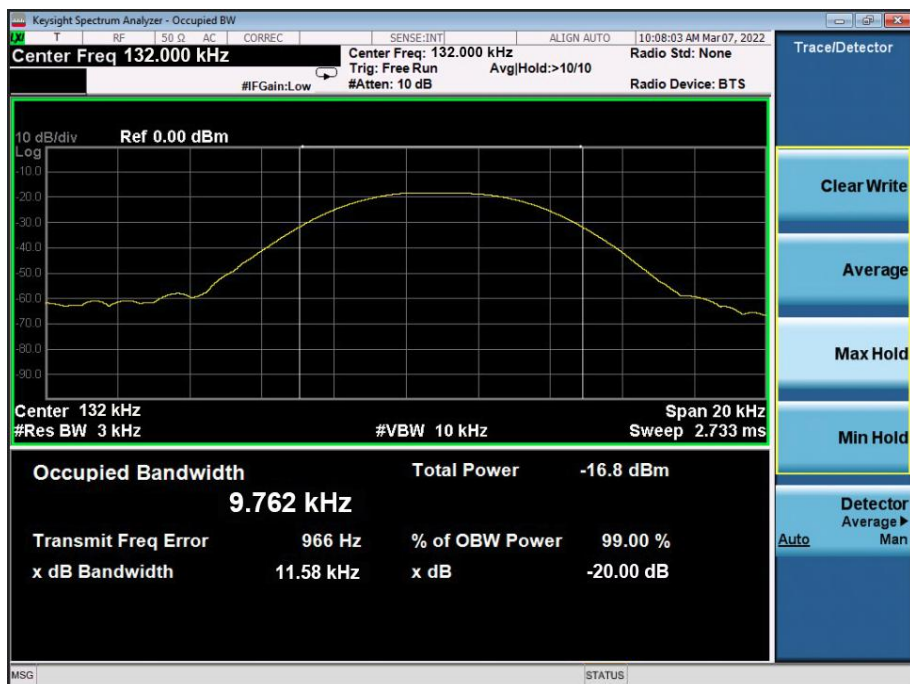 Keysight Spectrum Analyzer - Occupied BW
LXI T RF 50 Ω AC CORREC SENSE:INT ALIGN AUTO 10:08:03 AM Mar 07, 2022
Center Freq 132.000 kHz
Center Freq: 132.000 kHz
Radio Std: None
Trig: Free Run Avg|Hold:>10/10
#IFGain:Low
#Atten: 10 dB
Radio Device: BTS
10 dB/div Ref 0.00 dBm
Log
-10.0
-20.0
-30.0
-40.0
-50.0
-60.0
-70.0
-80.0
-90.0
Center 132 kHz Span 20 kHz
#Res BW 3 kHz #VBW 10 kHz Sweep 2.733 ms
Occupied Bandwidth Total Power -16.8 dBm
9.762 kHz
Transmit Freq Error 966 Hz % of OBW Power 99.00 %
x dB Bandwidth 11.58 kHz x dB -20.00 dB
MSG STATUS
Trace/Detector
Clear Write
Average
Max Hold
Min Hold
Detector
Average▶
Auto Man